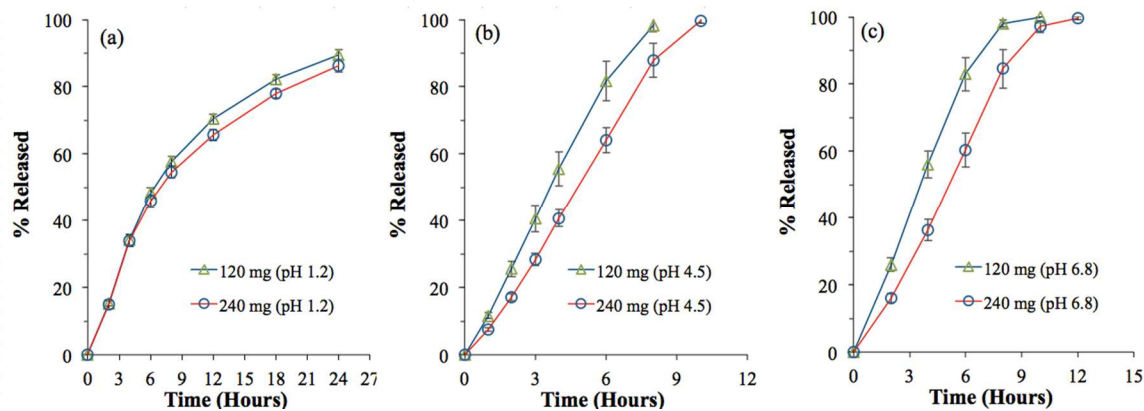 (a)
% Released
100
80
60
40
20
0
120 mg (pH 1.2)
240 mg (pH 1.2)
0 3 6 9 12 15 18 21 24 27
Time (Hours)
(b)
% Released
100
80
60
40
20
0
120 mg (pH 4.5)
240 mg (pH 4.5)
0 3 6 9 12
Time (Hours)
(c)
% Released
100
80
60
40
20
0
120 mg (pH 6.8)
240 mg (pH 6.8)
0 3 6 9 12 15
Time (Hours)